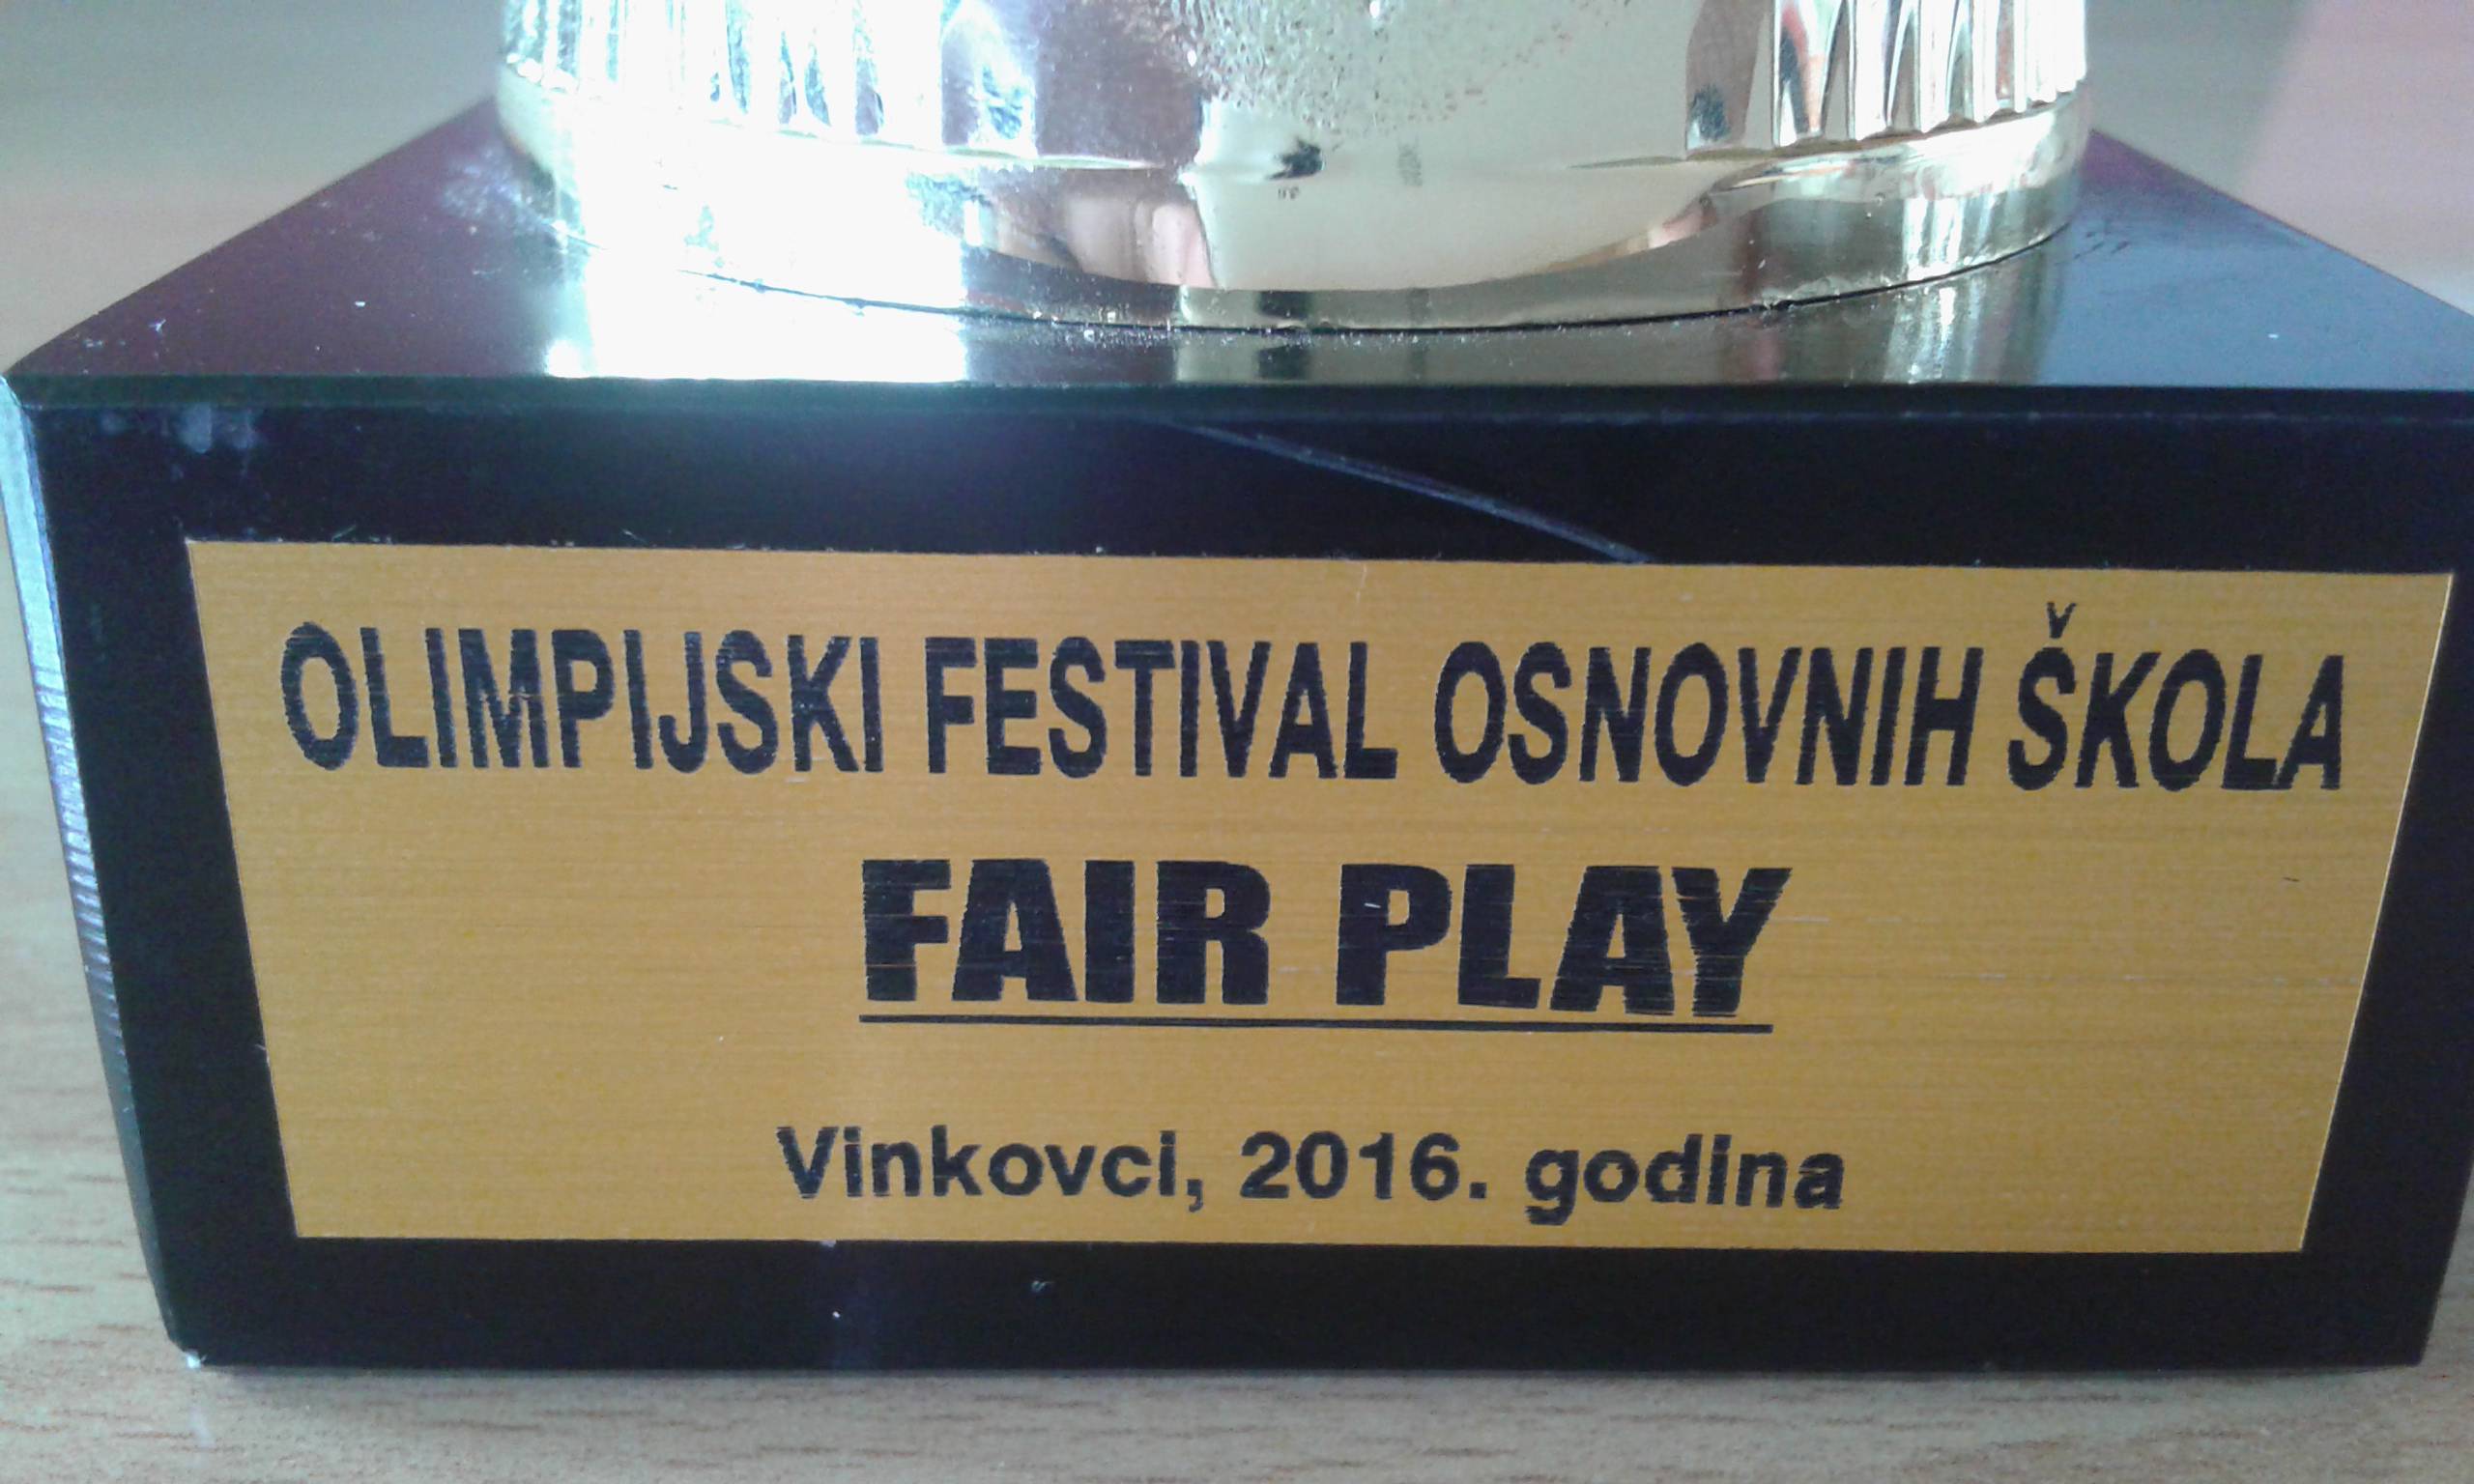 OLIMPIJSKI FESTIVAL OSNOVNIH ŠKOLA
FAIR PLAY
Vinkovci, 2016. godina